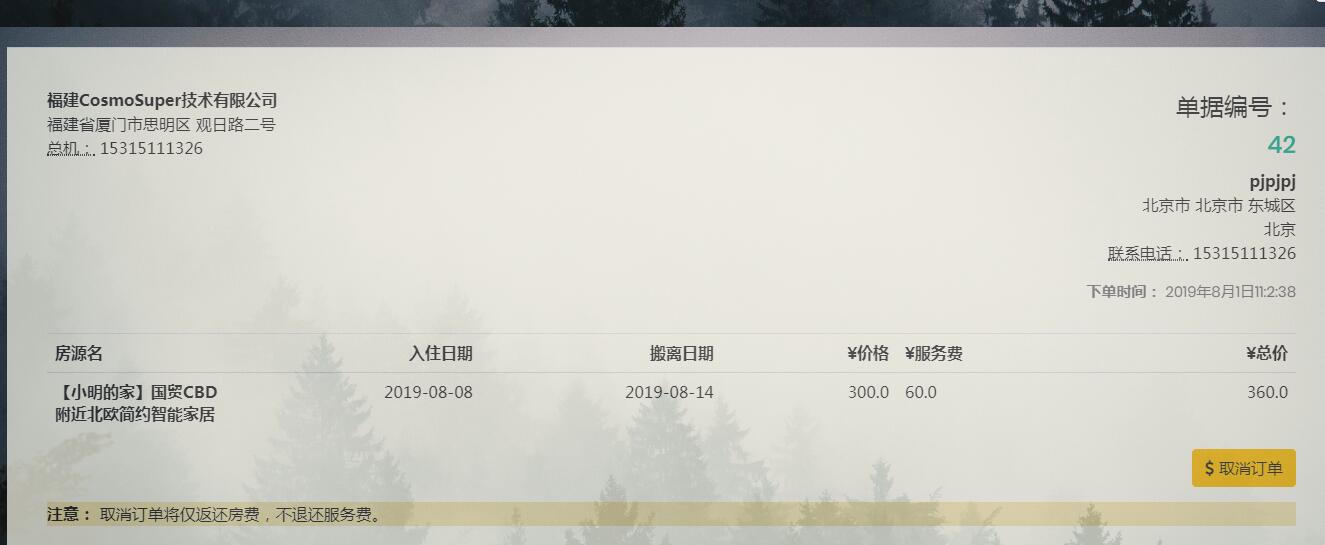 福建CosmoSuper技术有限公司
福建省厦门市思明区 观日路二号
总机： 15315111326
单据编号：
42
pjpjpj
北京市 北京市 东城区
北京
联系电话： 15315111326
下单时间： 2019年8月1日11:2:38
房源名 入住日期 搬离日期 ¥价格 ¥服务费 ¥总价
【小明的家】国贸CBD 2019-08-08 2019-08-14 300.0 60.0 360.0
附近北欧简约智能家居
$ 取消订单
注意： 取消订单将仅返还房费，不退还服务费。